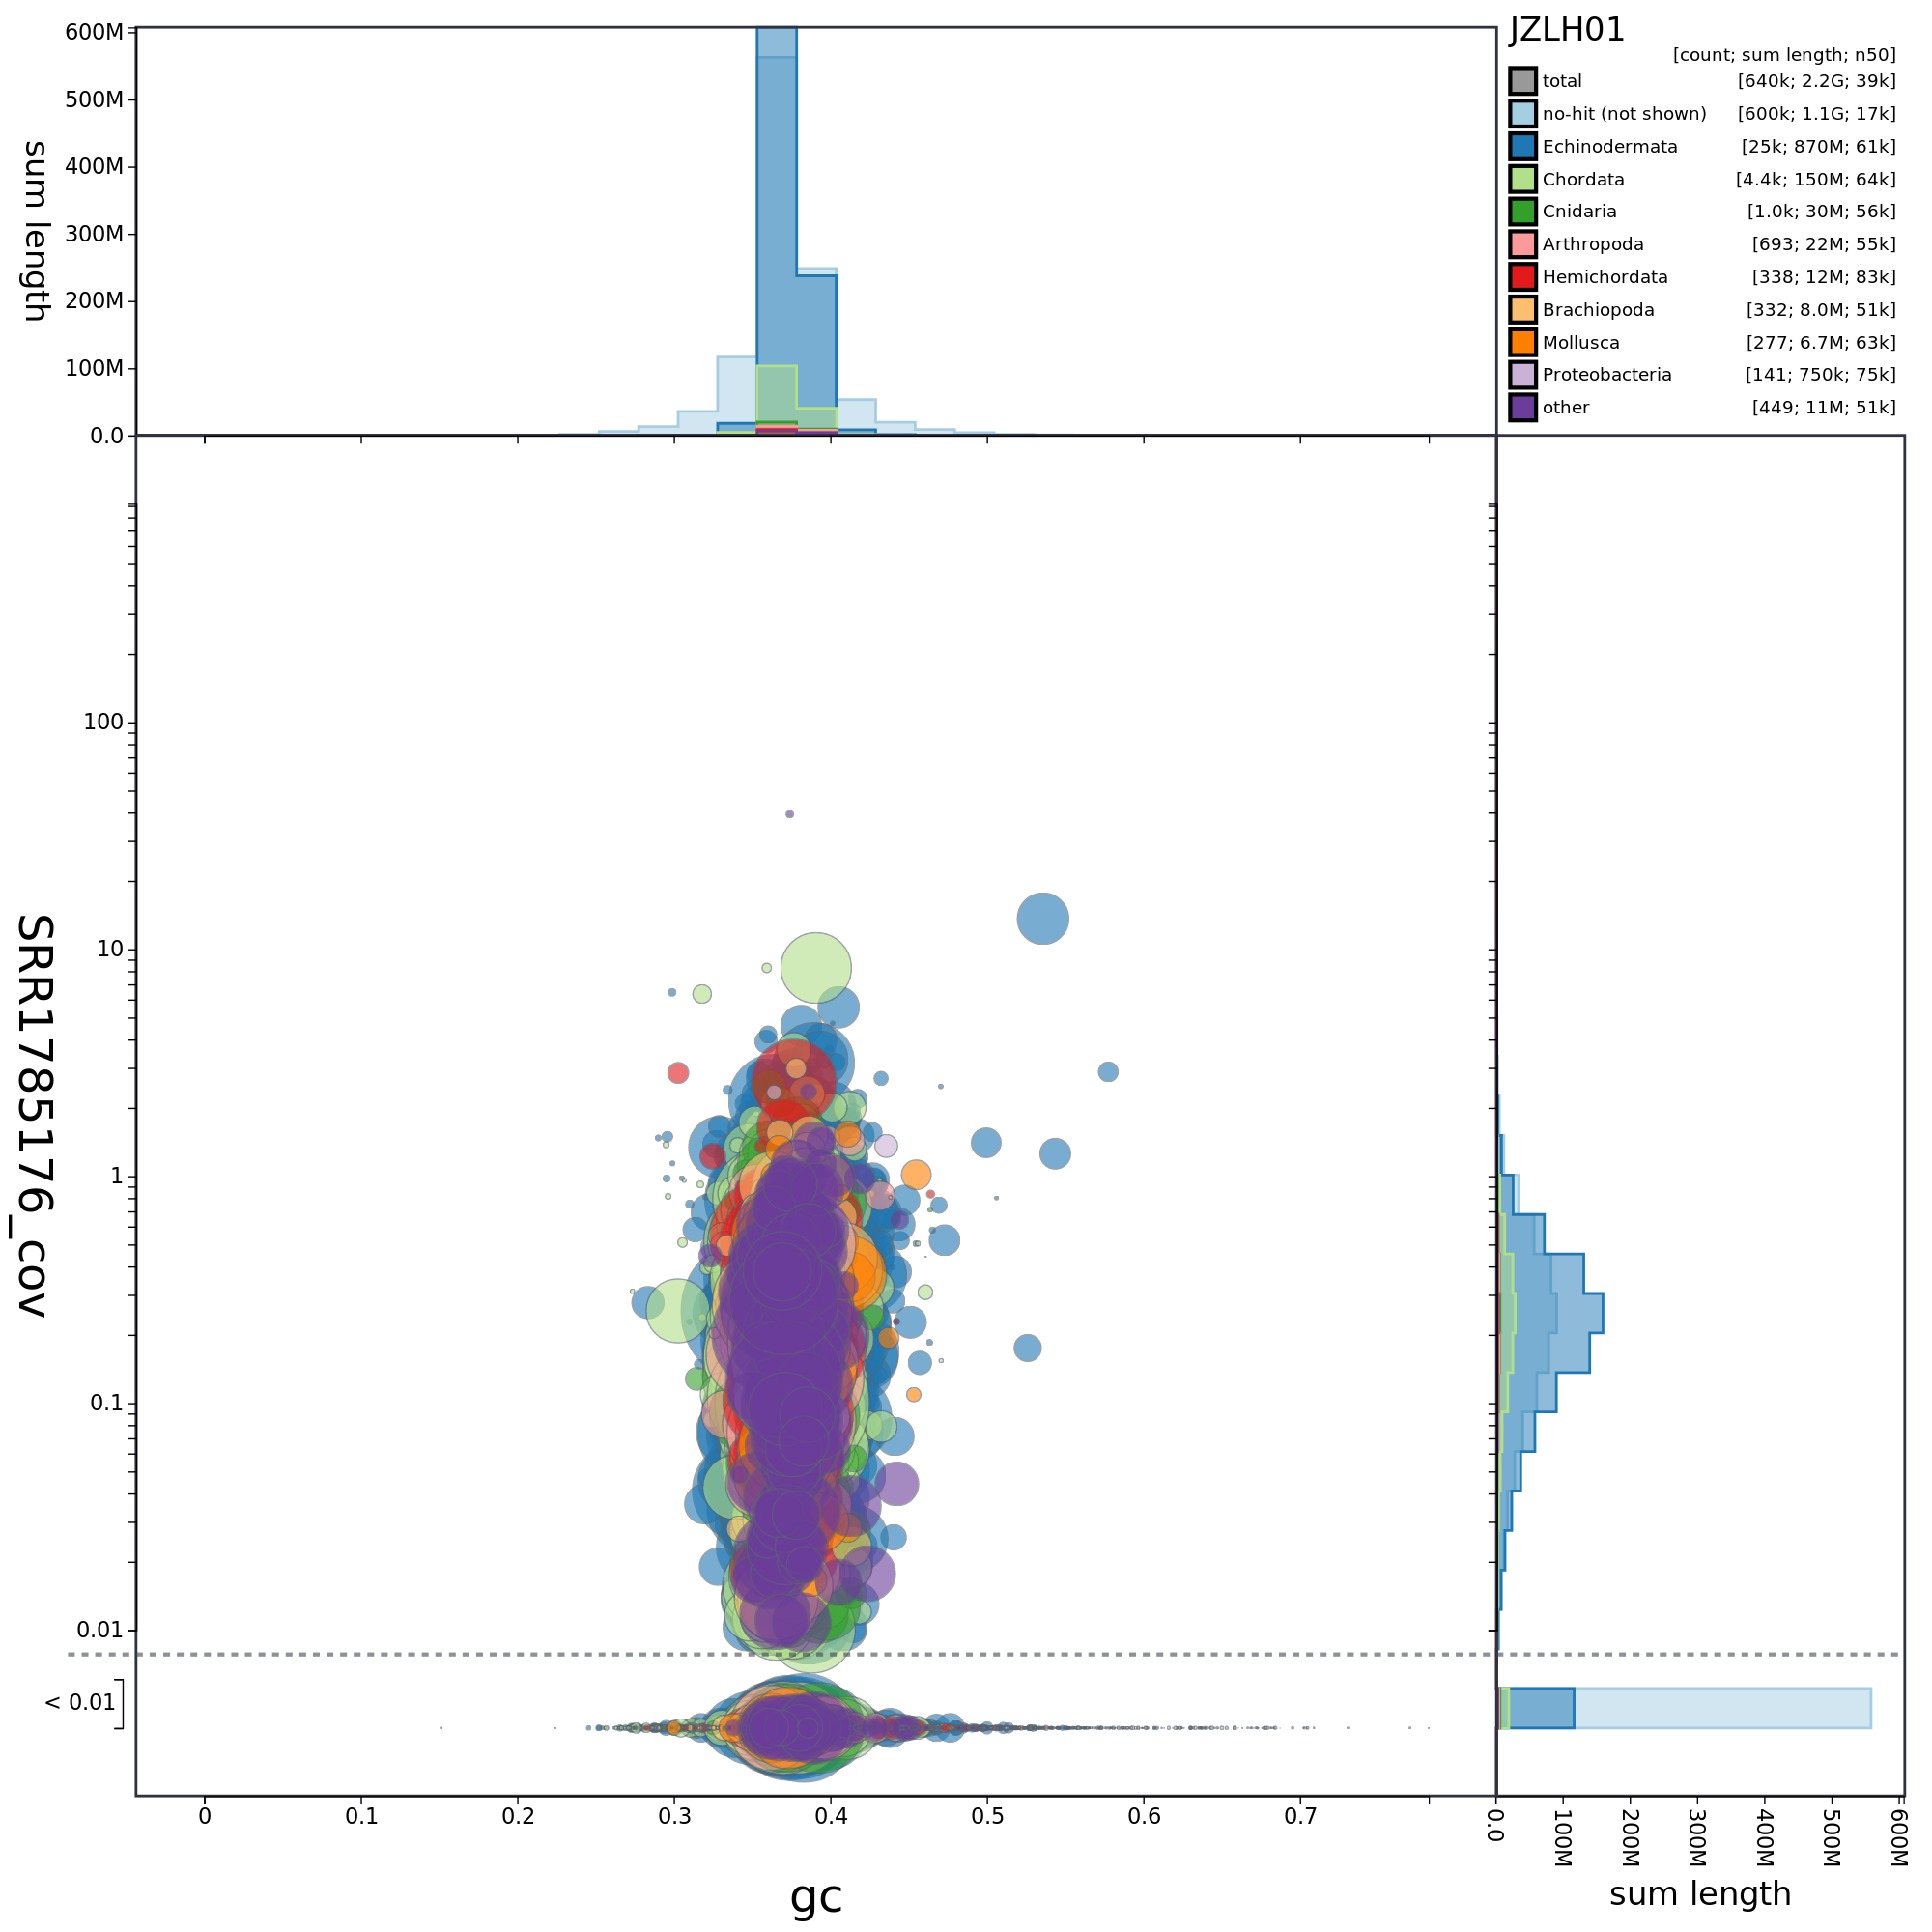 JZLH01
[count; sum length; n50]
total [640k; 2.2G; 39k]
no-hit (not shown) [600k; 1.1G; 17k]
Echinodermata [25k; 870M; 61k]
Chordata [4.4k; 150M; 64k]
Cnidaria [1.0k; 30M; 56k]
Arthropoda [693; 22M; 55k]
Hemichordata [338; 12M; 83k]
Brachiopoda [332; 8.0M; 51k]
Mollusca [277; 6.7M; 63k]
Proteobacteria [141; 750k; 75k]
other [449; 11M; 51k]
sum length
600M
500M
400M
300M
200M
100M
0.0
SRR1785176_cov
100
10
1
0.1
0.01
< 0.01
0 0.1 0.2 0.3 0.4 0.5 0.6 0.7
gc
0.0 100M 200M 300M 400M 500M 600M
sum length